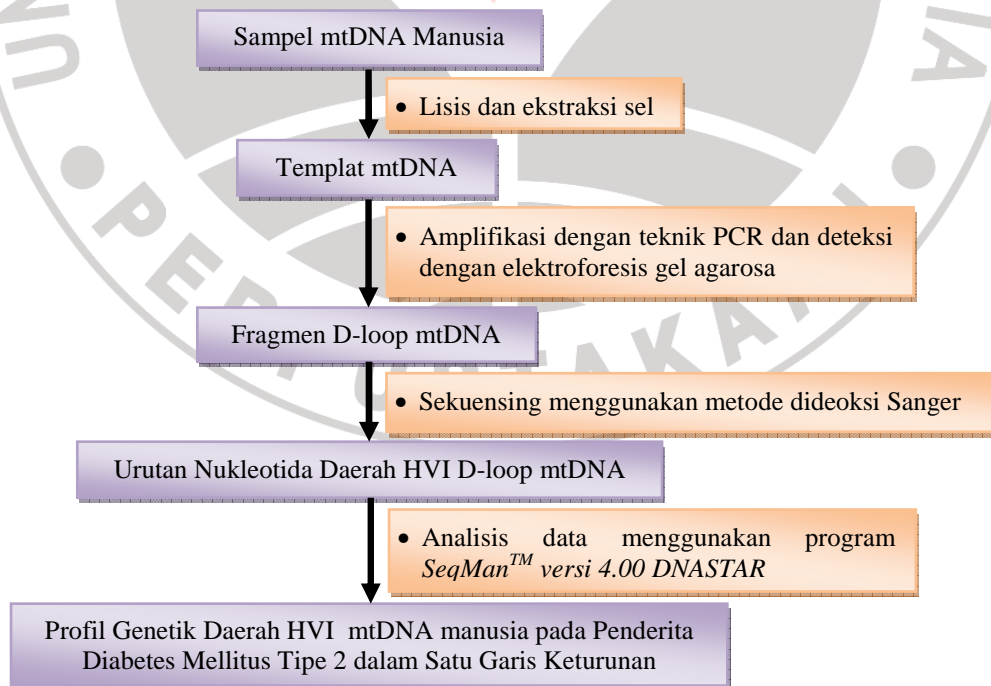 Sampel mtDNA Manusia
• Lisis dan ekstraksi sel
Templat mtDNA
• Amplifikasi dengan teknik PCR dan deteksi
dengan elektroforesis gel agarosa
Fragmen D-loop mtDNA
• Sekuensing menggunakan metode dideoksi Sanger
Urutan Nukleotida Daerah HVI D-loop mtDNA
• Analisis data menggunakan program
SeqManTM versi 4.00 DNASTAR
Profil Genetik Daerah HVI mtDNA manusia pada Penderita
Diabetes Mellitus Tipe 2 dalam Satu Garis Keturunan